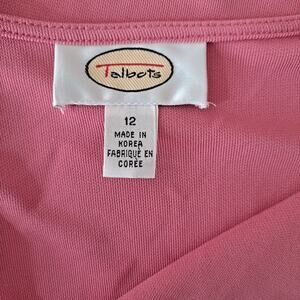 Talbots
12
MADE IN
KOREA
FABRIQUÉ EN
CORÉE